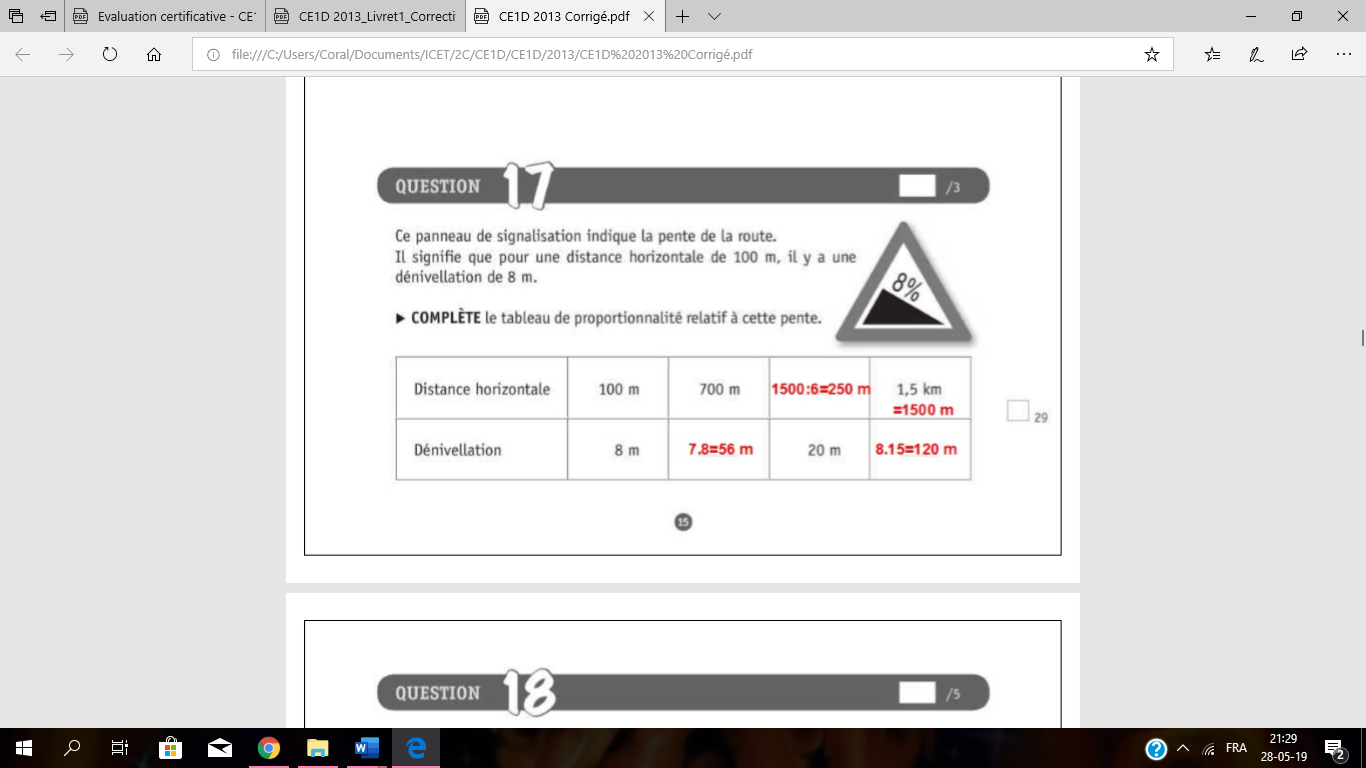 Evaluation certificative - CE
CE1D 2013_Livret1_Correcti
CE1D 2013 Corrigé.pdf
file:///C:/Users/Coral/Documents/ICET/2C/CE1D/CE1D/2013/CE1D%202013%20Corrigé.pdf
QUESTION 17 /3
Ce panneau de signalisation indique la pente de la route.
Il signifie que pour une distance horizontale de 100 m, il y a une
dénivellation de 8 m.
8%
▶ COMPLÈTE le tableau de proportionnalité relatif à cette pente.
Distance horizontale 100 m 700 m 1500:6=250 m 1,5 km
=1500 m
29
Dénivellation 8 m 7.8=56 m 20 m 8.15=120 m
15
QUESTION 18 /5
FRA
21:29
28-05-19
2